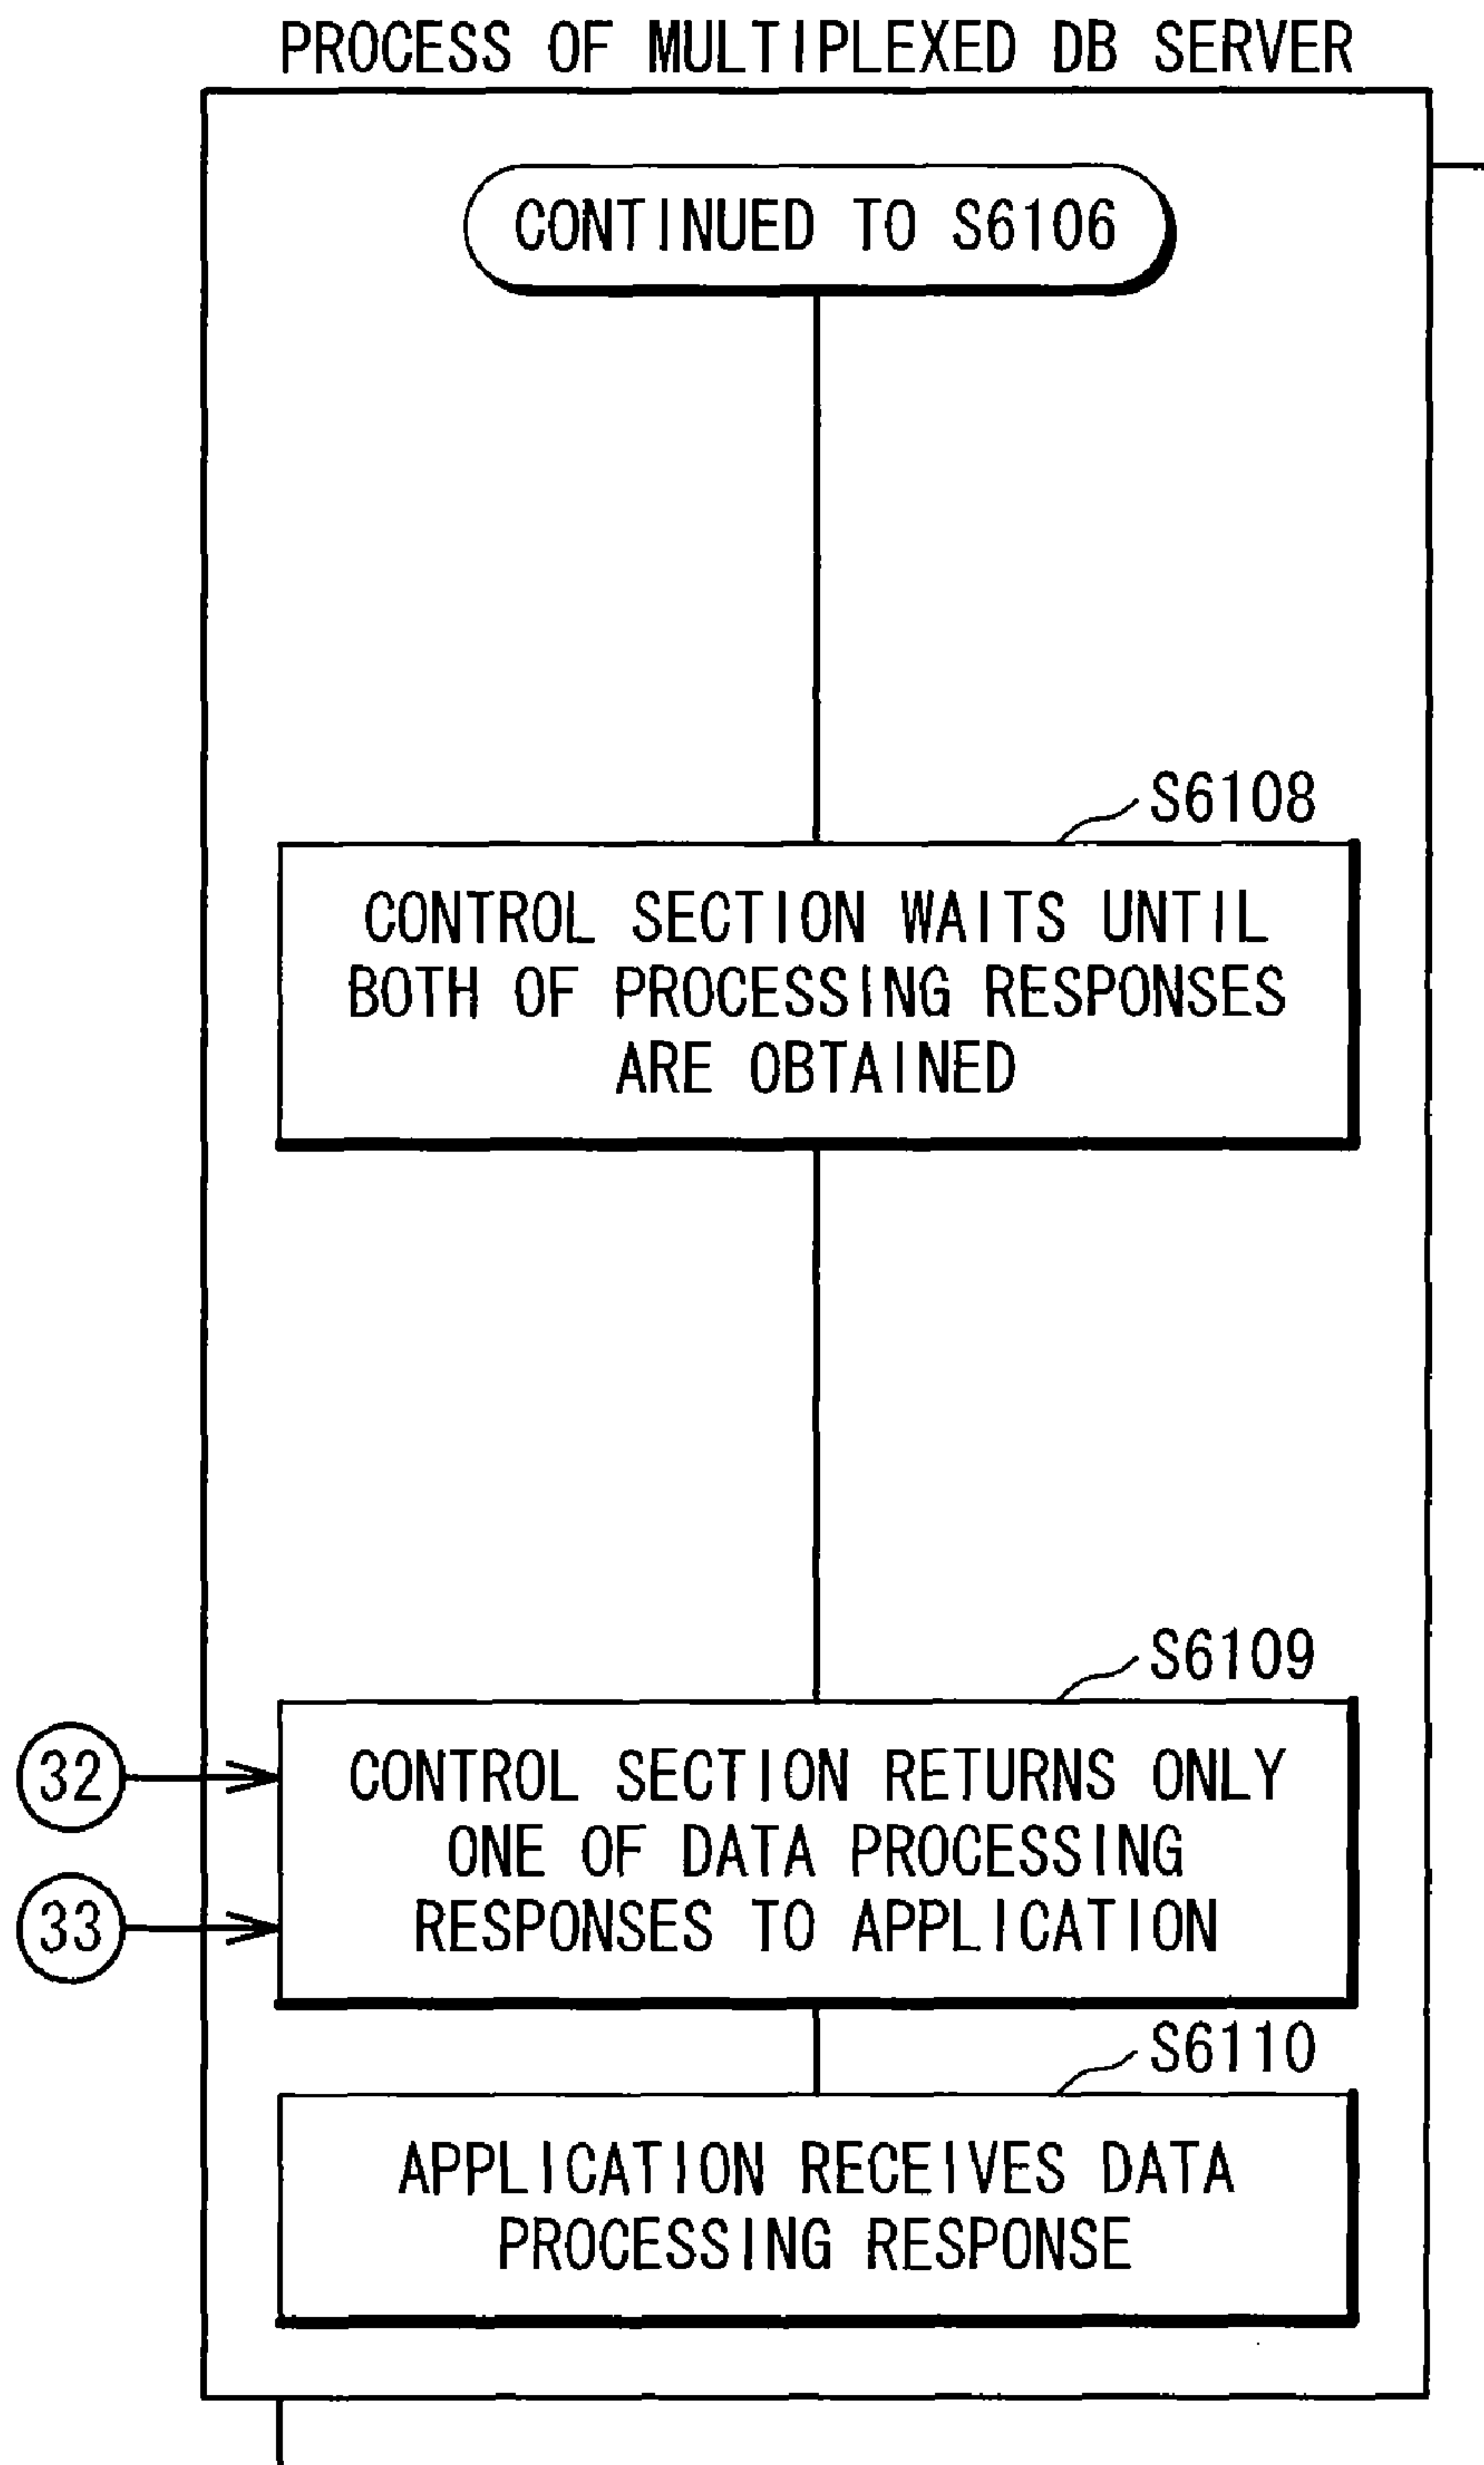 PROCESS OF MULTIPLEXED DB SERVER
CONTINUED TO S6106
S6108
CONTROL SECTION WAITS UNTIL
BOTH OF PROCESSING RESPONSES
ARE OBTAINED
S6109
32
CONTROL SECTION RETURNS ONLY
ONE OF DATA PROCESSING
33
RESPONSES TO APPLICATION
S6110
APPLICATION RECEIVES DATA
PROCESSING RESPONSE